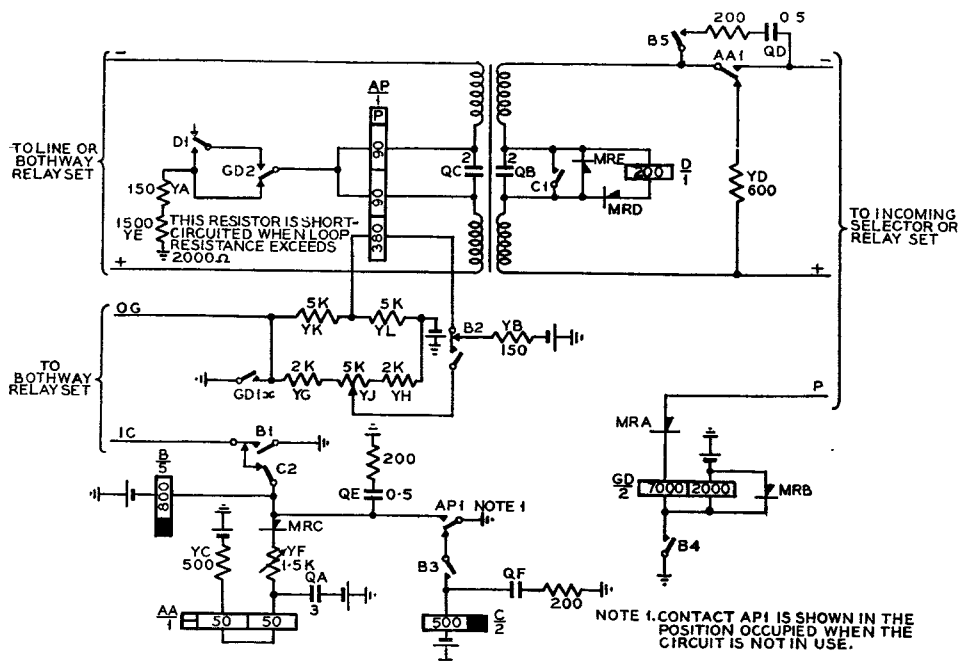 200
0 5
B5
QD
AA1
−
−
AP
1
P
90
90
380
TO LINE OR
BOTHWAY
RELAY SET
D1
GD2
150
YA
1500
YE
THIS RESISTOR IS SHORT-
CIRCUITED WHEN LOOP
RESISTANCE EXCEEDS
2000Ω
2
QC
2
QB
C1
MRE
MRD
200
D
1
YD
600
TO INCOMING
SELECTOR OR
RELAY SET
+
+
OG
5K
YK
5K
YL
B2
YB
150
TO
BOTHWAY
RELAY SET
GD1x
2K
YG
5K
YJ
2K
YH
P
IC
B1
C2
200
QE
0·5
AP1 NOTE 1
MRA
GD
2
7000
2000
MRB
B4
B
5
800
MRC
YC
500
YF
1·5K
QA
3
B3
QF
200
AA
1
50
50
500
C
2
NOTE 1. CONTACT AP1 IS SHOWN IN THE
POSITION OCCUPIED WHEN THE
CIRCUIT IS NOT IN USE.